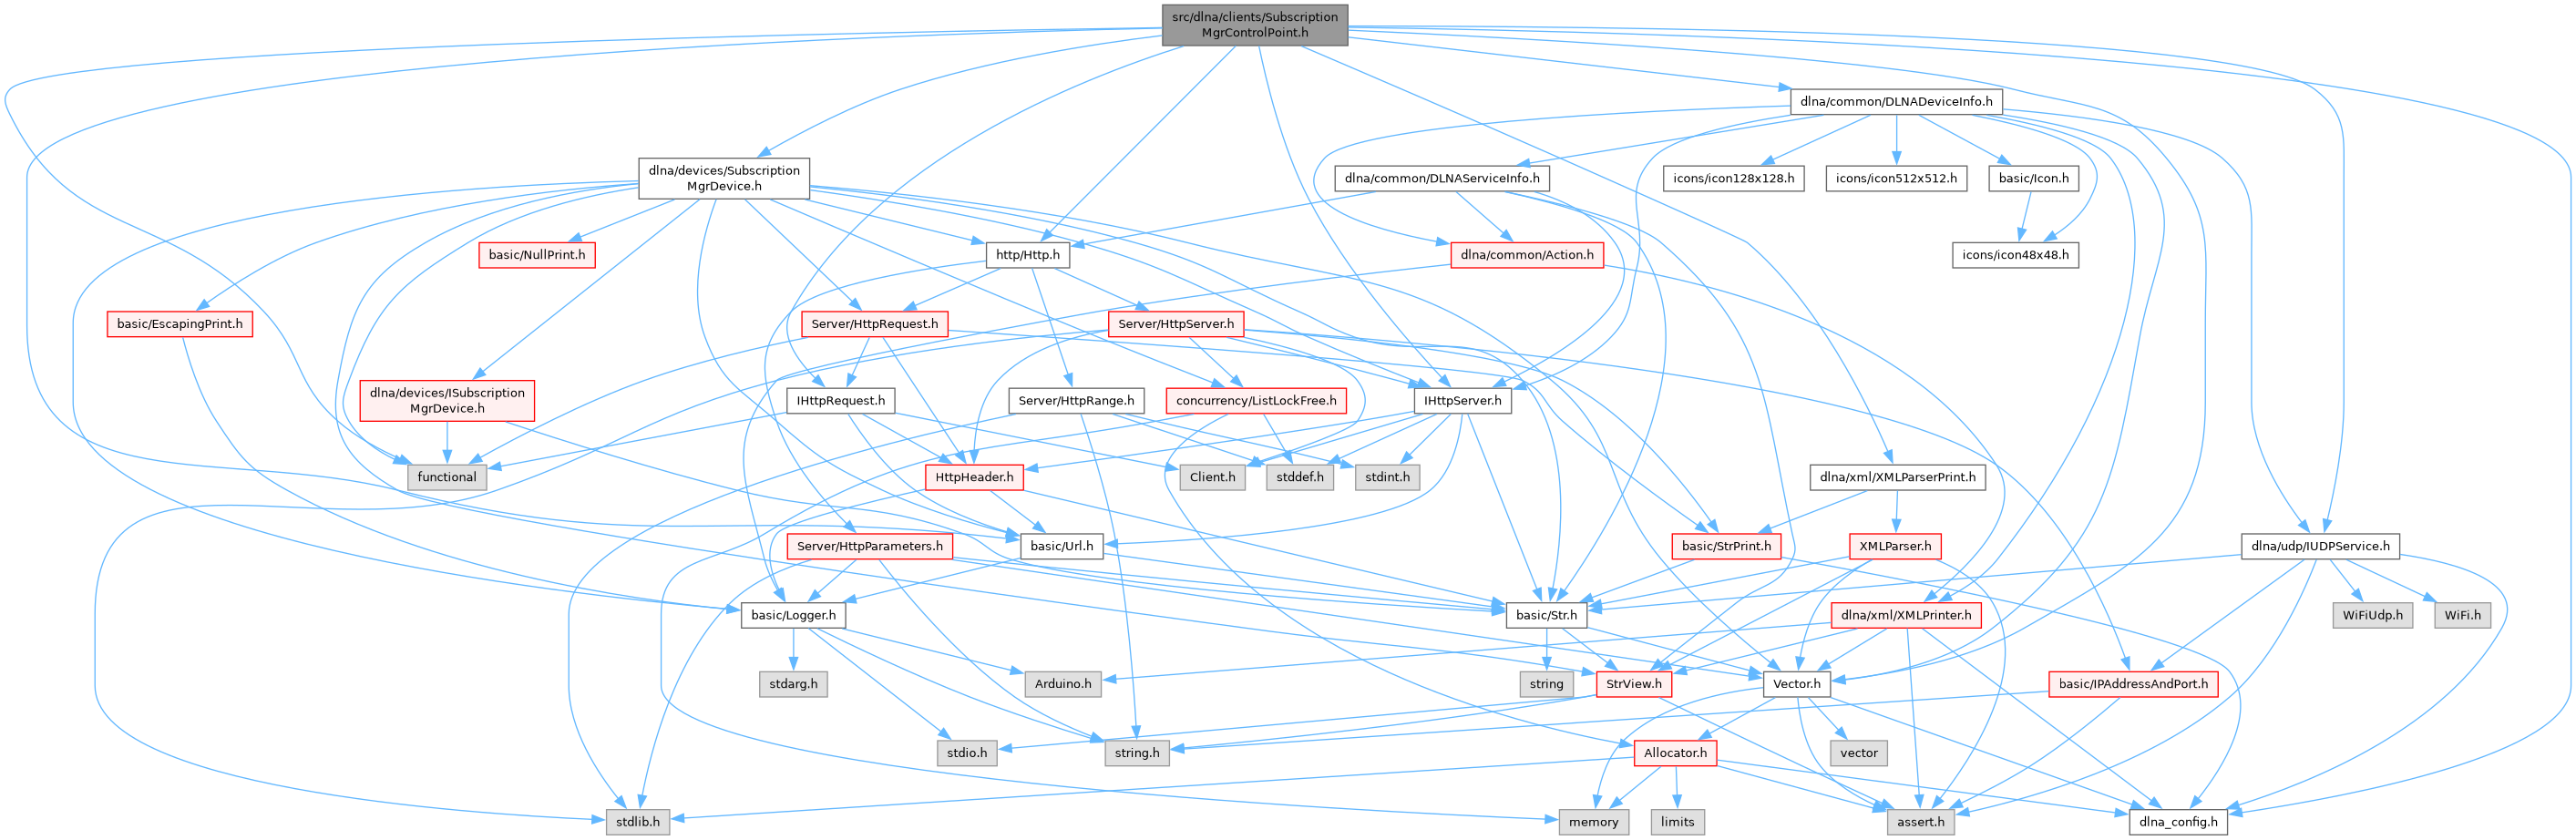 src/dlna/clients/Subscription
MgrControlPoint.h
dlna/common/DLNADeviceInfo.h
dlna/devices/Subscription
MgrDevice.h
dlna/common/DLNAServiceInfo.h
icons/icon128x128.h
icons/icon512x512.h
basic/Icon.h
basic/NullPrint.h
http/Http.h
dlna/common/Action.h
icons/icon48x48.h
basic/EscapingPrint.h
Server/HttpRequest.h
Server/HttpServer.h
dlna/devices/ISubscription
MgrDevice.h
IHttpRequest.h
Server/HttpRange.h
concurrency/ListLockFree.h
IHttpServer.h
functional
HttpHeader.h
Client.h
stddef.h
stdint.h
dlna/xml/XMLParserPrint.h
Server/HttpParameters.h
basic/Url.h
basic/StrPrint.h
XMLParser.h
dlna/udp/IUDPService.h
basic/Logger.h
basic/Str.h
dlna/xml/XMLPrinter.h
WiFiUdp.h
WiFi.h
stdarg.h
Arduino.h
string
StrView.h
Vector.h
basic/IPAddressAndPort.h
stdio.h
string.h
Allocator.h
vector
stdlib.h
memory
limits
assert.h
dlna_config.h